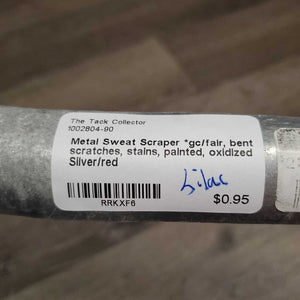 The Tack Collector
1002804-90
Metal Sweat Scraper *gc/fair, bent
scratches, stains, painted, oxidized
Silver/red
RRKXF6
$0.95